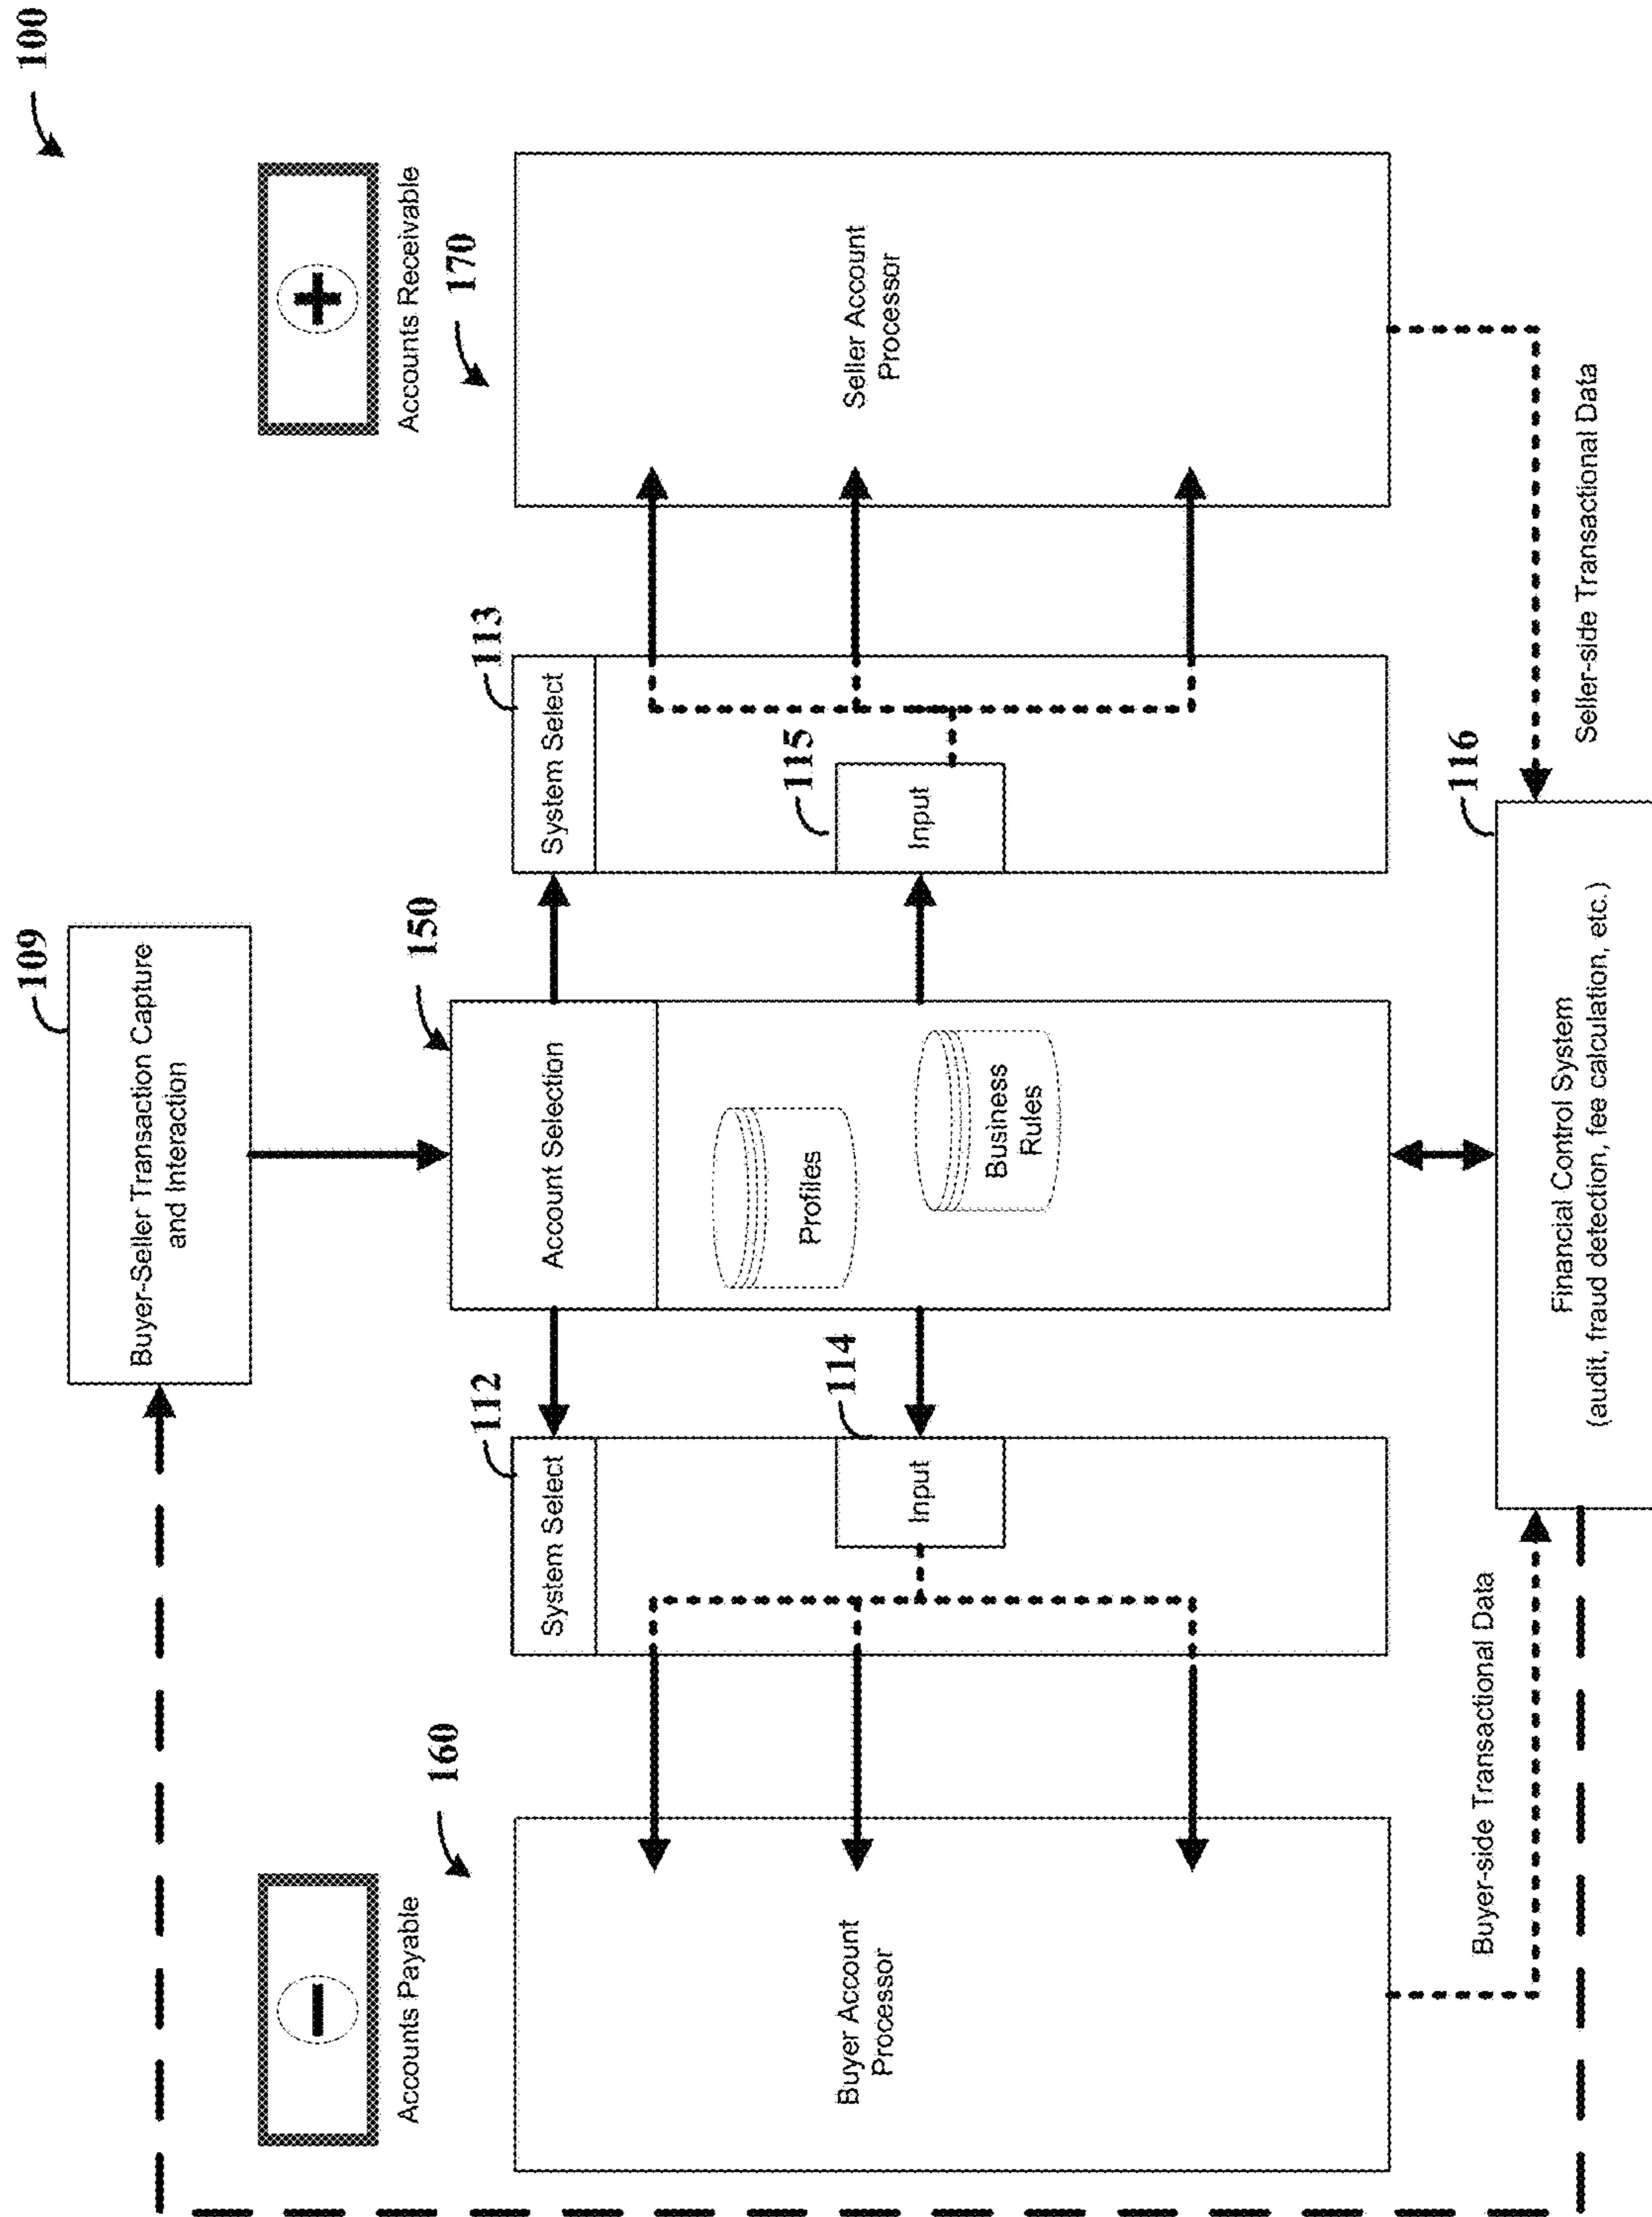 100
109
Buyer-Seller Transaction Capture
and Interaction
Accounts Payable
Accounts Receivable
160
112
150
113
170
System Select
Account Selection
System Select
Profiles
114
115
Buyer Account
Processor
Input
Business
Rules
Input
Seller Account
Processor
Buyer-side Transactional Data
116
Seller-side Transactional Data
Financial Control System
(audit, fraud detection, fee calculation, etc.)